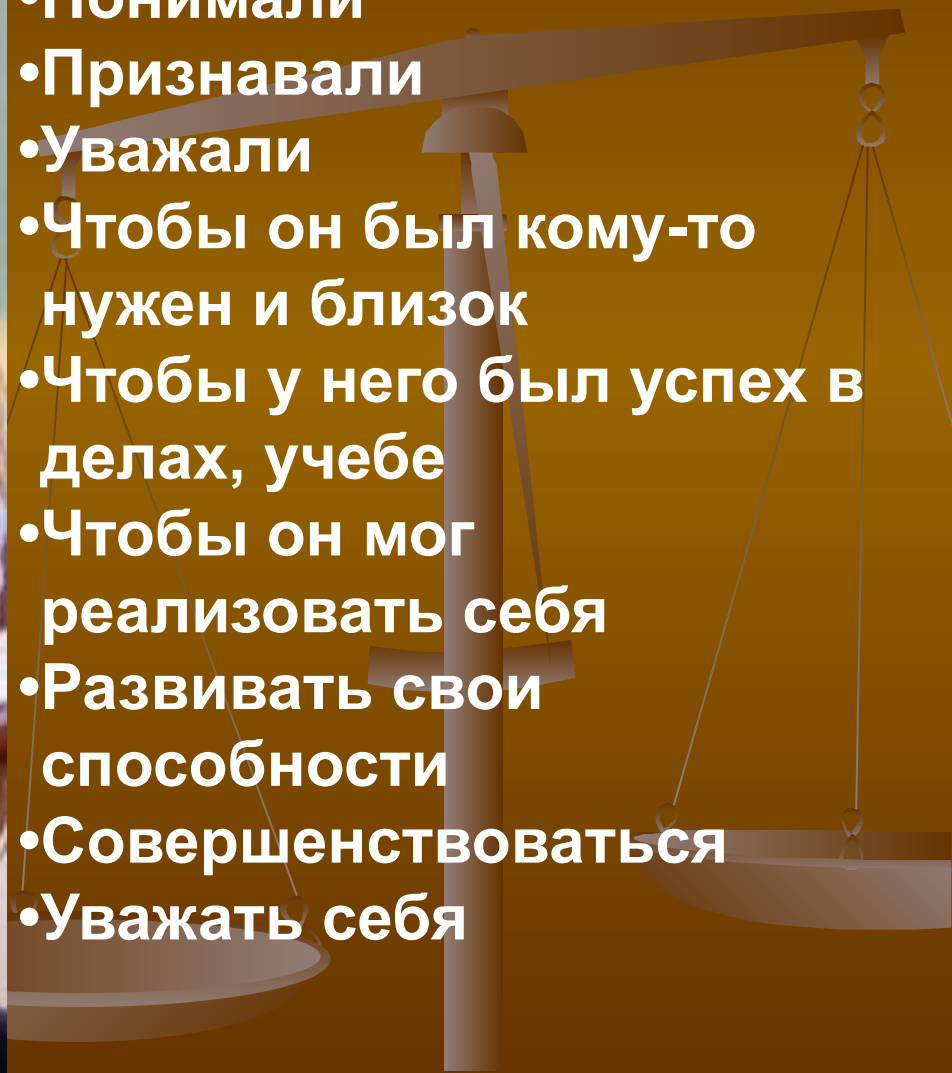 •Понимали
•Признавали
•Уважали
•Чтобы он был кому-то
нужен и близок
•Чтобы у него был успех в
делах, учебе
•Чтобы он мог
реализовать себя
•Развивать свои
способности
•Совершенствоваться
•Уважать себя